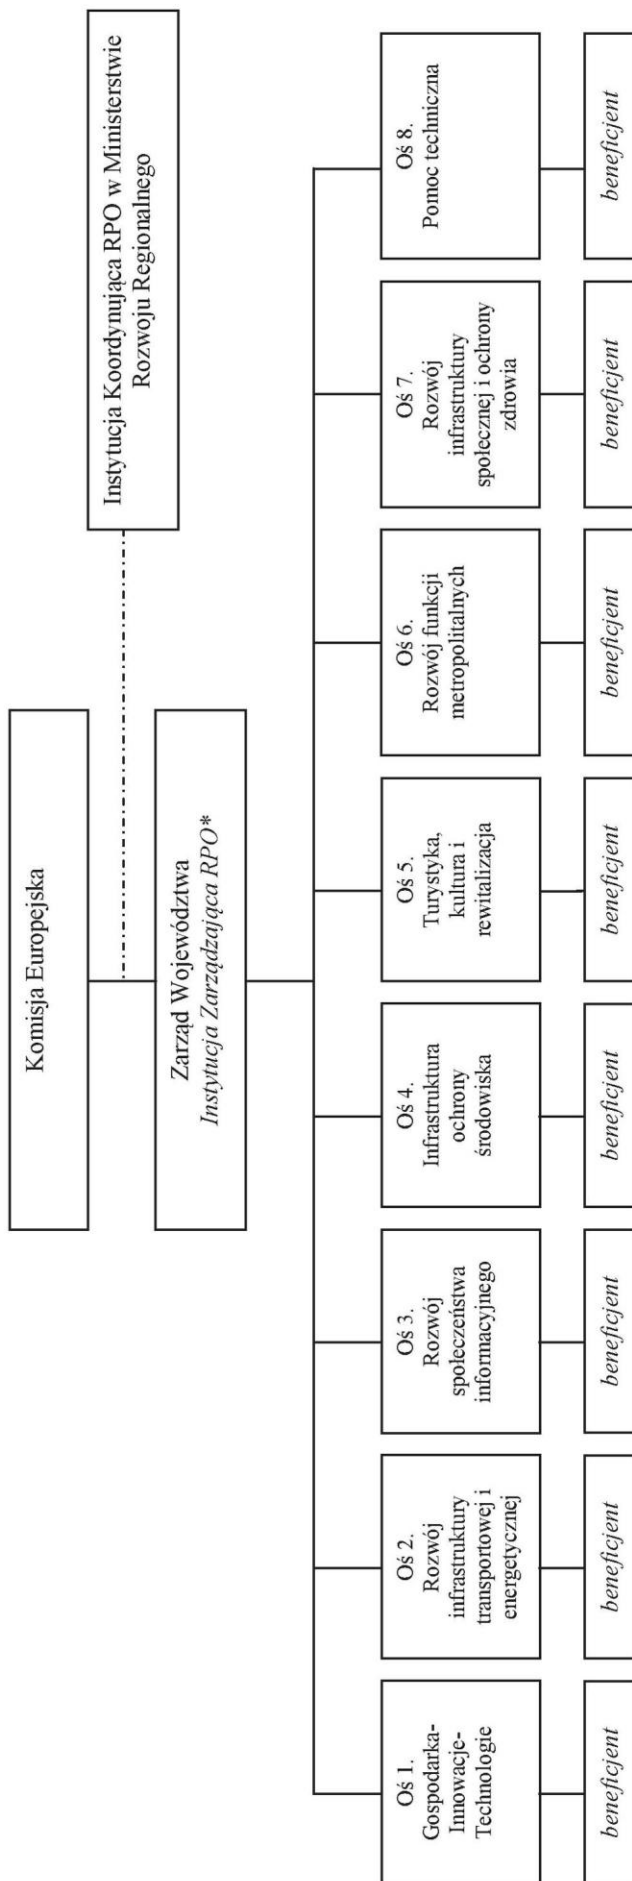 Komisja Europejska
Instytucja Koordynująca RPO w Ministerstwie
Rozwoju Regionalnego
Zarząd Województwa
Instytucja Zarządzająca RPO*
Oś 1.
Gospodarka-
Innowacje-
Technologie
Oś 2.
Rozwój
infrastruktury
transportowej i
energetycznej
Oś 3.
Rozwój
społeczeństwa
informacyjnego
Oś 4.
Infrastruktura
ochrony
środowiska
Oś 5.
Turystyka,
kultura i
rewitalizacja
Oś 6.
Rozwój funkcji
metropolitalnych
Oś 7.
Rozwój
infrastruktury
społecznej i ochrony
zdrowia
Oś 8.
Pomoc techniczna
beneficjent
beneficjent
beneficjent
beneficjent
beneficjent
beneficjent
beneficjent
beneficjent